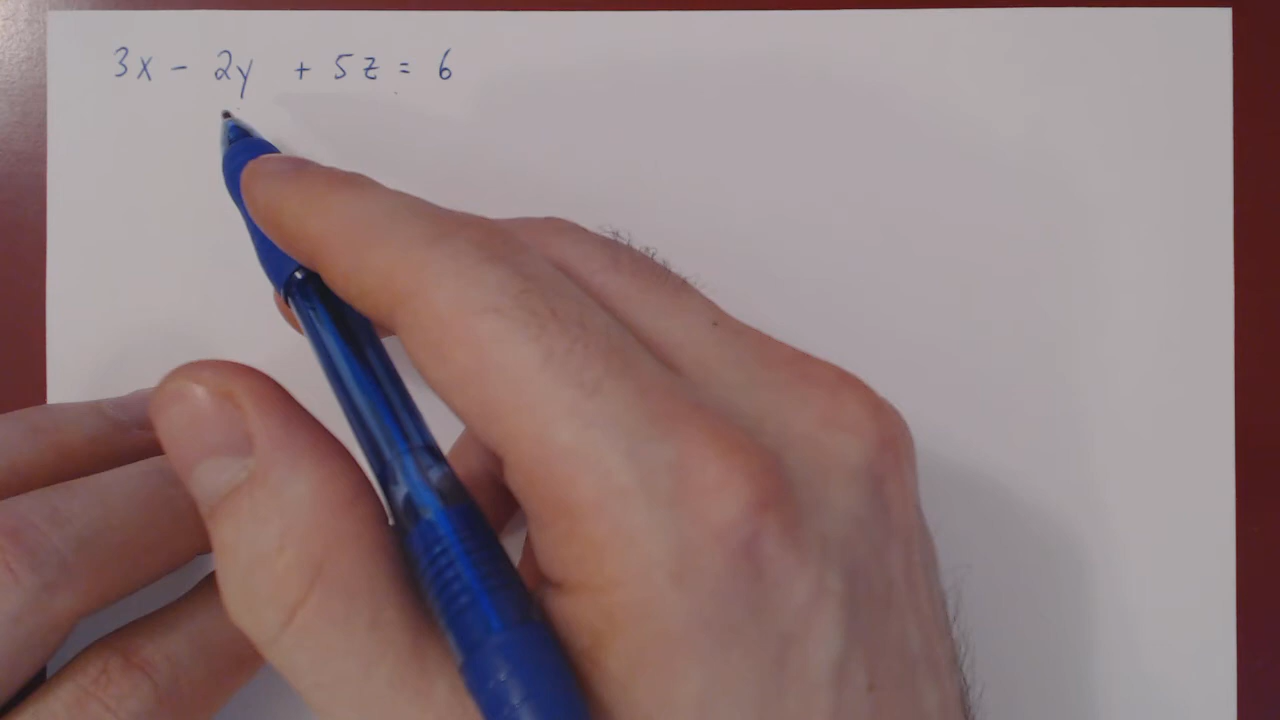 3x - 2y + 5z = 6